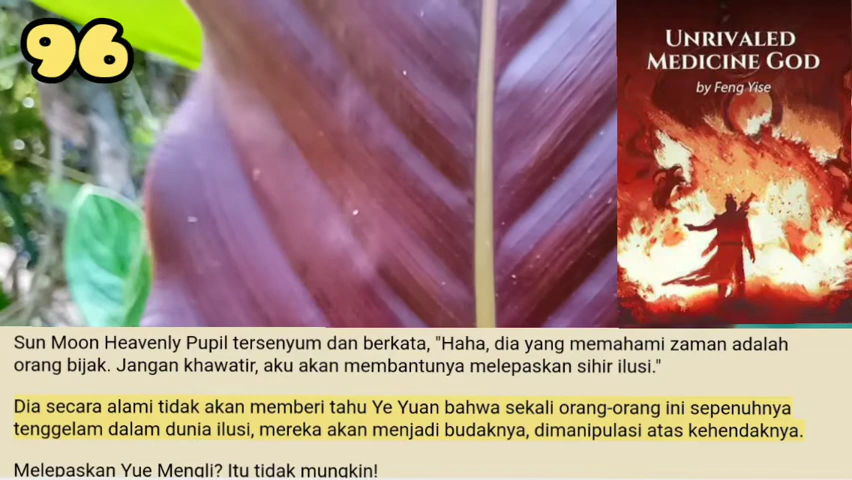 96
UNRIVALED
MEDICINE GOD
by Feng Yise
Sun Moon Heavenly Pupil tersenyum dan berkata, "Haha, dia yang memahami zaman adalah
orang bijak. Jangan khawatir, aku akan membantunya melepaskan sihir ilusi."
Dia secara alami tidak akan memberi tahu Ye Yuan bahwa sekali orang-orang ini sepenuhnya
tenggelam dalam dunia ilusi, mereka akan menjadi budaknya, dimanipulasi atas kehendaknya.
Melepaskan Yue Mengli? Itu tidak mungkin!